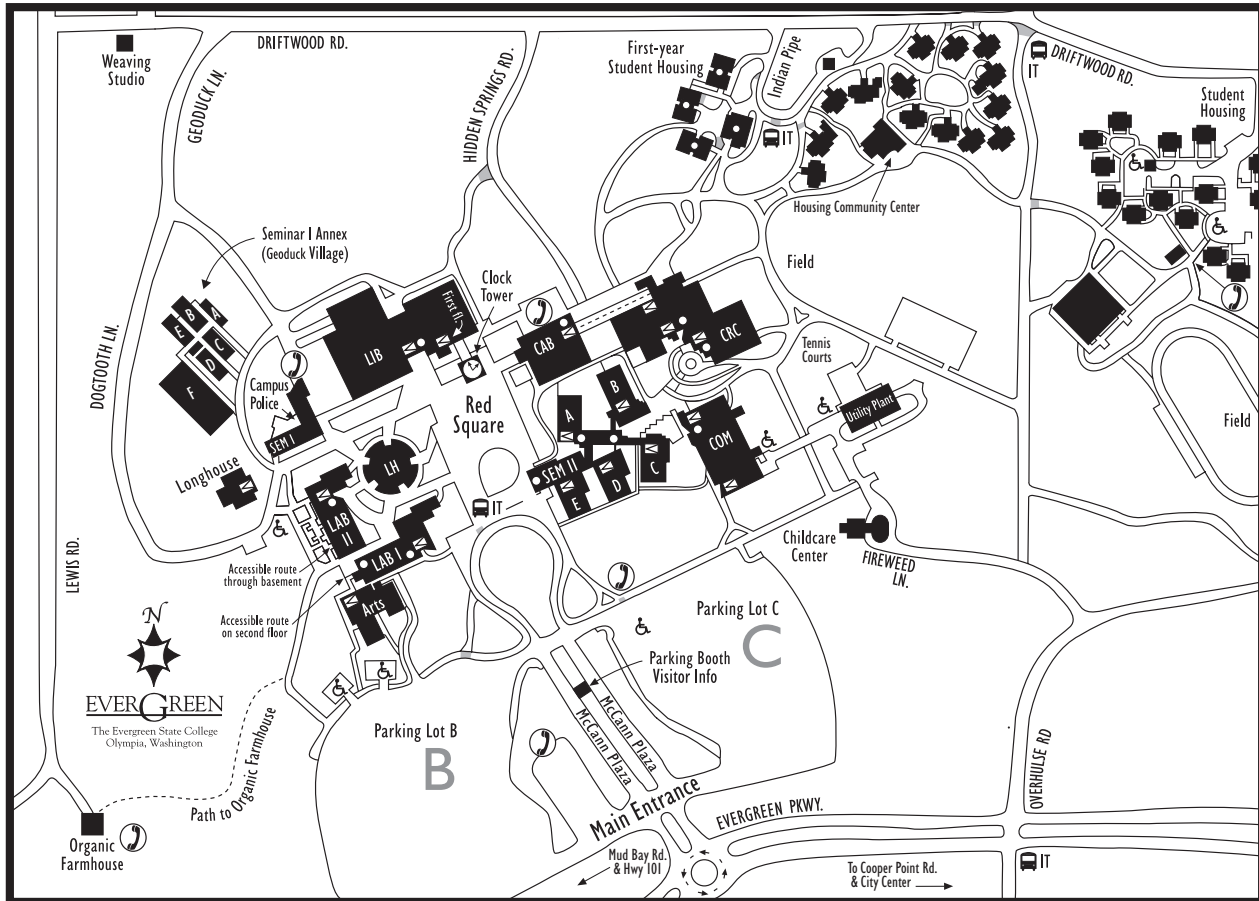 DRIFTWOOD RD.
Weaving
Studio
GEODUCK LN.
HIDDEN SPRINGS RD.
First-year
Student Housing
Indian Pipe
IT
DRIFTWOOD RD.
IT
Student
Housing
Housing Community Center
Seminar I Annex
(Geoduck Village)
Clock
Tower
First fl.
Field
A
B
E
C
D
F
LIB
CAB
CRC
Tennis
Courts
DOGTOOTH LN.
Campus
Police
SEM I
Red
Square
A
B
COM
Utility Plant
Field
Longhouse
LH
SEM II
C
D
E
LAB
II
IT
LAB I
Childcare
Center
FIREWEED
LN.
LEWIS RD.
Accessible route
through basement
Arts
Accessible route
on second floor
Parking Lot C
C
N
EVERGREEN
The Evergreen State College
Olympia, Washington
Parking Booth
Visitor Info
McCann Plaza
McCann Plaza
Parking Lot B
B
Path to Organic Farmhouse
OVERHULSE RD
Main Entrance
EVERGREEN PKWY.
Organic
Farmhouse
Mud Bay Rd.
& Hwy 101
To Cooper Point Rd.
& City Center
IT